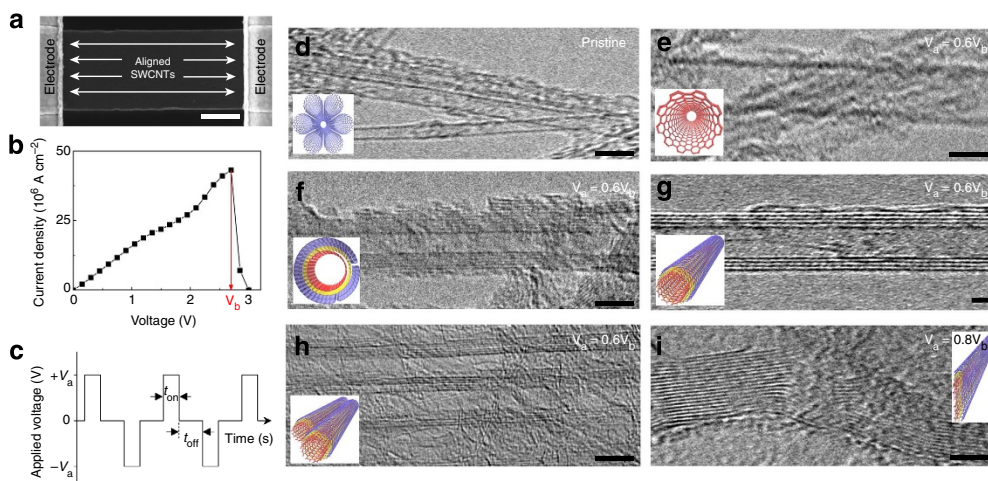 a
Electrode
Aligned
SWCNTs
Electrode
b
Current density (10⁶ A cm⁻²)
50
25
0
0
1
2
3
V_b
Voltage (V)
c
Applied voltage (V)
+V_a
0
−V_a
t_on
t_off
Time (s)
d
Pristine
e
V_a = 0.6V_b
f
V_a = 0.6V_b
g
V_a = 0.6V_b
h
V_a = 0.6V_b
i
V_a = 0.8V_b